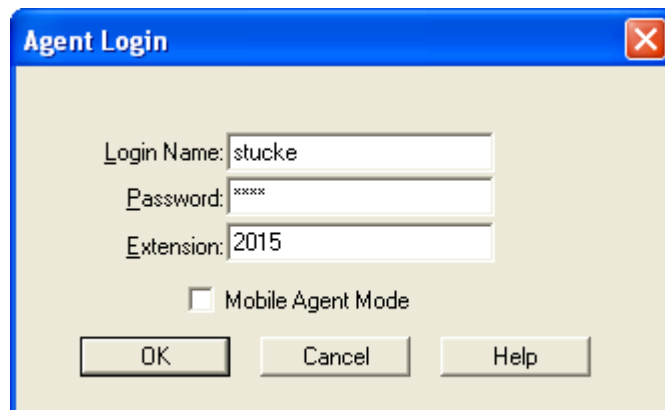 Agent Login
Login Name: stucke
Password: ****
Extension: 2015
Mobile Agent Mode
OK Cancel Help